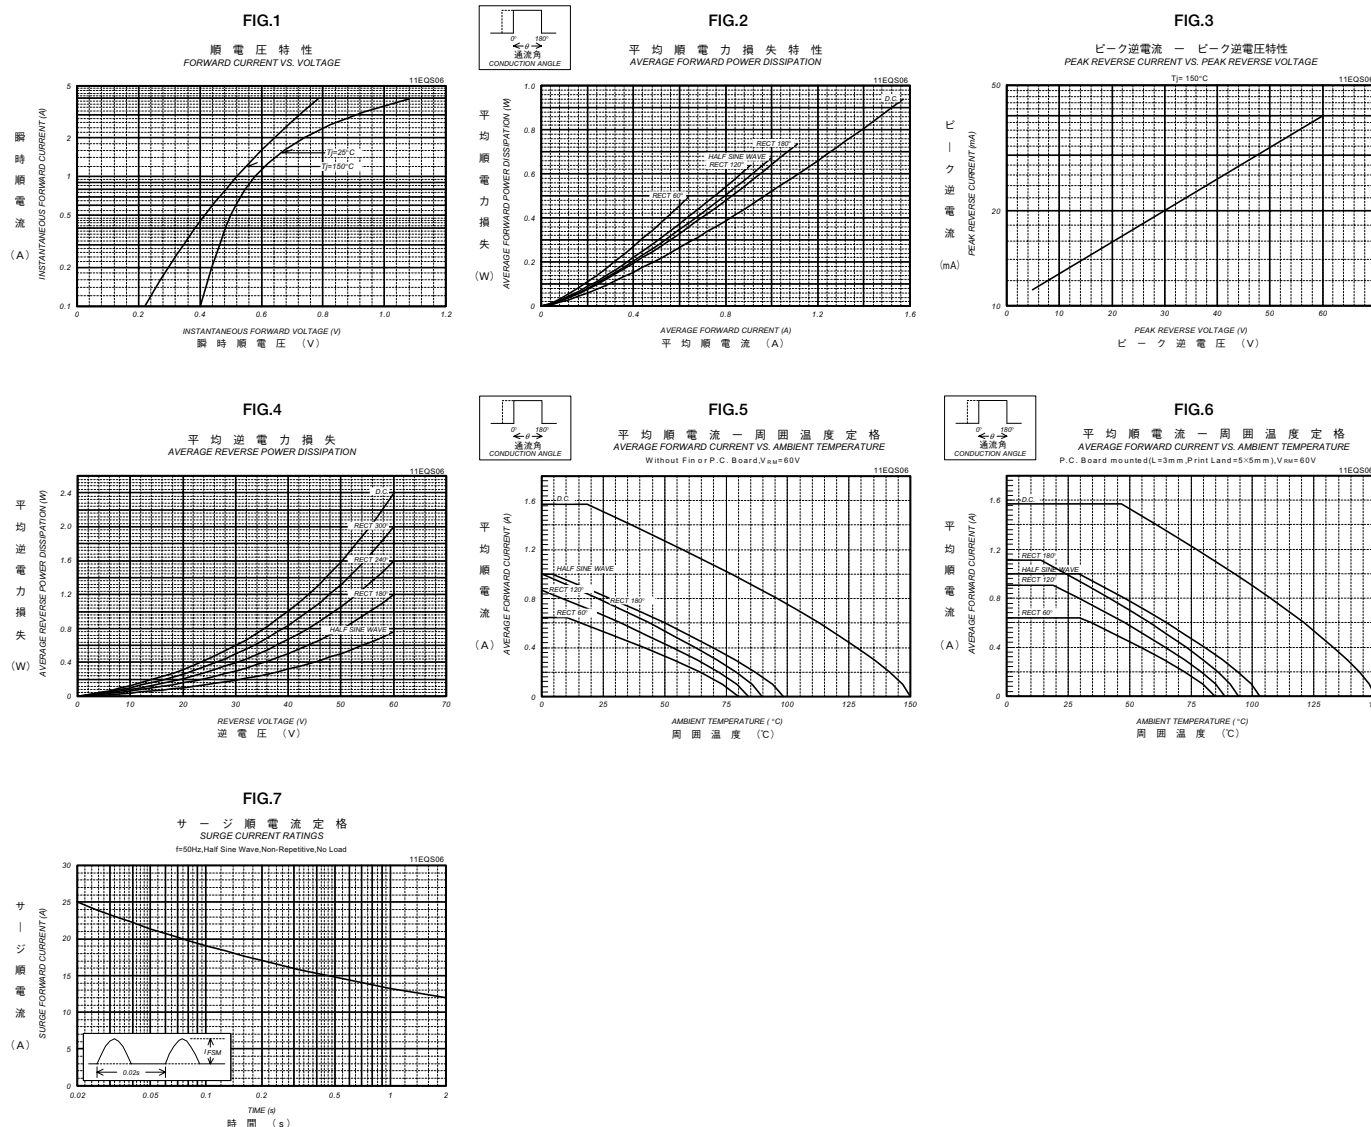 FIG.1
順電圧特性
FORWARD CURRENT VS. VOLTAGE
11EQS06
瞬時順電流 (A)
INSTANTANEOUS FORWARD CURRENT (A)
5
2
1
0.5
0.2
0.1
Tj=25°C
Tj=150°C
0 0.2 0.4 0.6 0.8 1.0 1.2
INSTANTANEOUS FORWARD VOLTAGE (V)
瞬時順電圧 (V)
0° 180°
θ
通流角
CONDUCTION ANGLE
FIG.2
平均順電力損失特性
AVERAGE FORWARD POWER DISSIPATION
11EQS06
平均順電力損失 (W)
AVERAGE FORWARD POWER DISSIPATION (W)
1.0
0.8
0.6
0.4
0.2
0
D.C.
RECT 180°
HALF SINE WAVE
RECT 120°
RECT 60°
0 0.4 0.8 1.2 1.6
AVERAGE FORWARD CURRENT (A)
平均順電流 (A)
FIG.3
ピーク逆電流 ー ピーク逆電圧特性
PEAK REVERSE CURRENT VS. PEAK REVERSE VOLTAGE
Tj= 150°C
11EQS06
ピーク逆電流 (mA)
PEAK REVERSE CURRENT (mA)
50
20
10
0 10 20 30 40 50 60
PEAK REVERSE VOLTAGE (V)
ピーク逆電圧 (V)
FIG.4
平均逆電力損失
AVERAGE REVERSE POWER DISSIPATION
11EQS06
平均逆電力損失 (W)
AVERAGE REVERSE POWER DISSIPATION (W)
2.4
2.0
1.6
1.2
0.8
0.4
0
D.C.
RECT 300°
RECT 240°
RECT 180°
HALF SINE WAVE
0 10 20 30 40 50 60 70
REVERSE VOLTAGE (V)
逆電圧 (V)
0° 180°
θ
通流角
CONDUCTION ANGLE
FIG.5
平均順電流ー周囲温度定格
AVERAGE FORWARD CURRENT VS. AMBIENT TEMPERATURE
Without Fin or P.C. Board,VRM=60V
11EQS06
平均順電流 (A)
AVERAGE FORWARD CURRENT (A)
1.6
1.2
0.8
0.4
0
D.C.
HALF SINE WAVE
RECT 120°
RECT 180°
RECT 60°
0 25 50 75 100 125 150
AMBIENT TEMPERATURE (°C)
周囲温度 (℃)
0° 180°
θ
通流角
CONDUCTION ANGLE
FIG.6
平均順電流ー周囲温度定格
AVERAGE FORWARD CURRENT VS. AMBIENT TEMPERATURE
P.C. Board mounted(L=3mm,Print Land=5×5mm),VRM=60V
11EQS06
平均順電流 (A)
AVERAGE FORWARD CURRENT (A)
1.6
1.2
0.8
0.4
0
D.C.
RECT 180°
HALF SINE WAVE
RECT 120°
RECT 60°
0 25 50 75 100 125
AMBIENT TEMPERATURE (°C)
周囲温度 (℃)
FIG.7
サージ順電流定格
SURGE CURRENT RATINGS
f=50Hz,Half Sine Wave,Non-Repetitive,No Load
11EQS06
サージ順電流 (A)
SURGE FORWARD CURRENT (A)
30
25
20
15
10
5
0
IFSM
0.02s
0.02 0.05 0.1 0.2 0.5 1 2
TIME (s)
時間 (s)